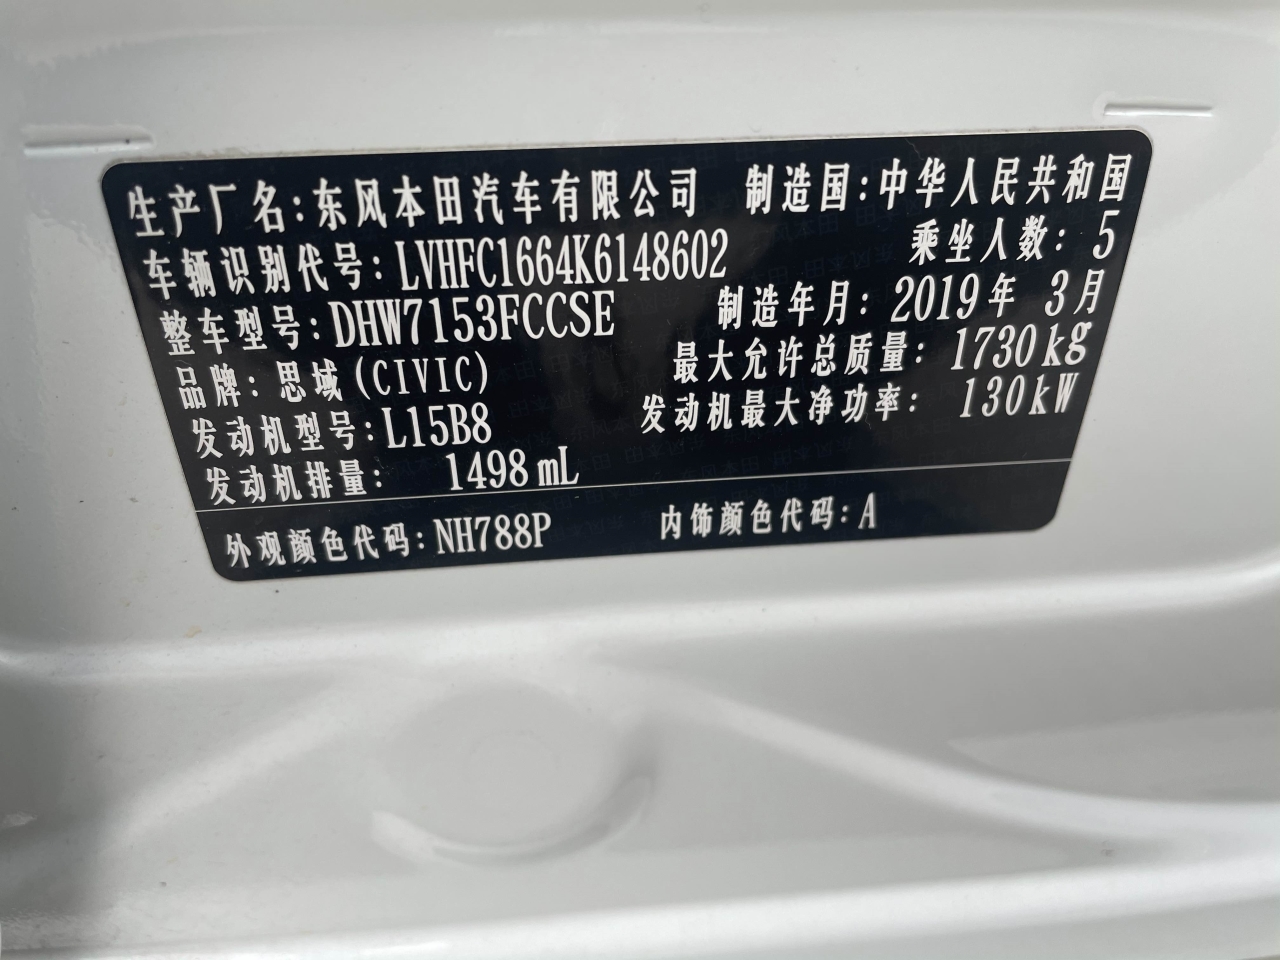 生产厂名:东风本田汽车有限公司 制造国:中华人民共和国
车辆识别代号:LVHFC1664K6148602 乘坐人数:5
整车型号:DHW7153FCCSE 制造年月:2019年 3月
品牌:思域(CIVIC) 最大允许总质量:1730kg
发动机型号:L15B8 发动机最大净功率: 130kW
发动机排量: 1498mL
外观颜色代码:NH788P 内饰颜色代码:A